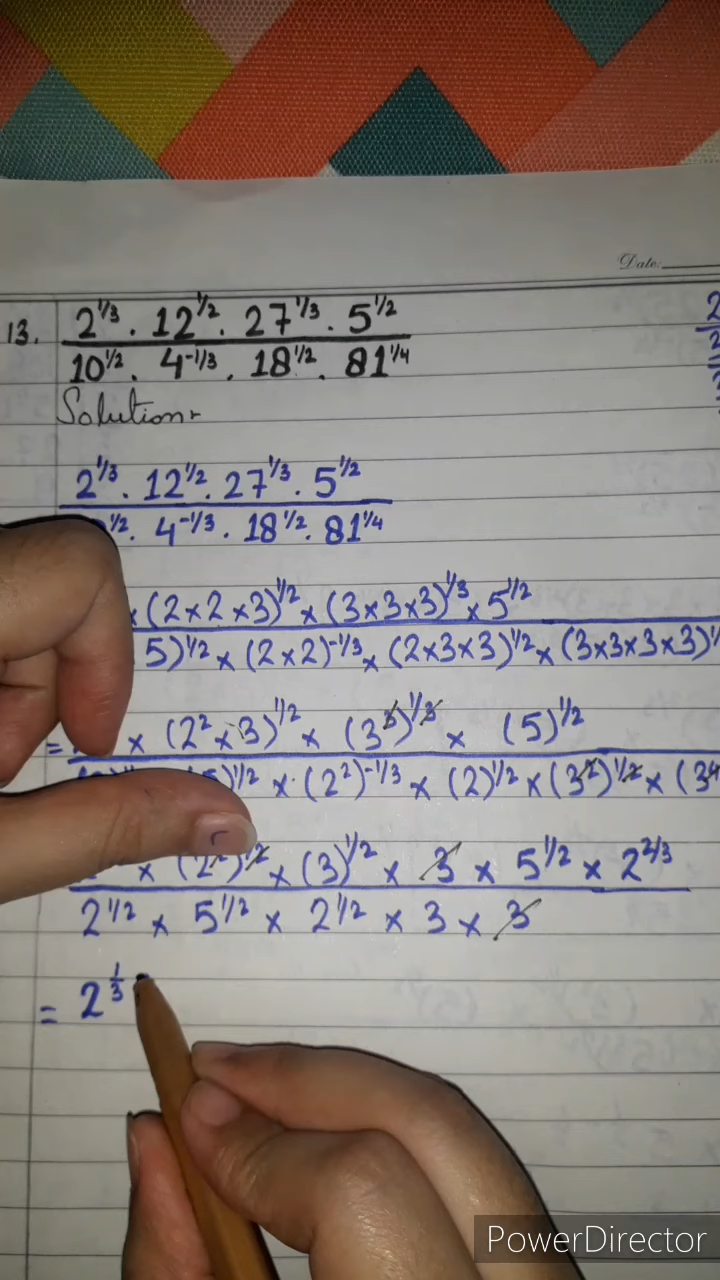 Date:
13. 2^1/3 . 12^1/2 . 27^1/3 . 5^1/2
10^1/2 . 4^-1/3 . 18^1/2 . 81^1/4
Solution:-
2^1/3 . 12^1/2 . 27^1/3 . 5^1/2
^1/2 . 4^-1/3 . 18^1/2 . 81^1/4
× (2×2×3)^1/2 × (3×3×3)^1/3 × 5^1/2
5)^1/2 × (2×2)^-1/3 × (2×3×3)^1/2 × (3×3×3×3)
= × (2^2 × 3)^1/2 × (3^3)^1/3 × (5)^1/2
)^1/2 × (2^2)^-1/3 × (2)^1/2 × (3^2)^1/2 × (3^4
× (2^2)^1/2 × (3)^1/2 × 3 × 5^1/2 × 2^2/3
2^1/2 × 5^1/2 × 2^1/2 × 3 × 3
= 2^1/3
PowerDirector